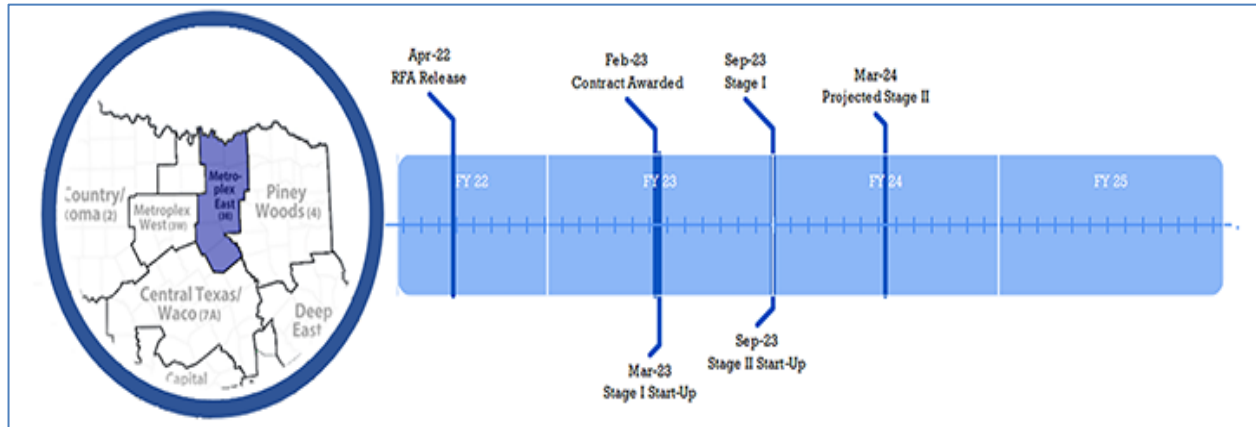 Apr-22
RFA Release
Feb-23
Contract Awarded
Sep-23
Stage I
Mar-24
Projected Stage II
FY 22
FY 23
FY 24
FY 25
Mar-23
Stage I Start-Up
Sep-23
Stage II Start-Up
Country/
oma (2)
Metroplex
West (3W)
Metro-
plex
East
(3E)
Piney
Woods (4)
Central Texas/
Waco (7A)
Deep
East
Capital